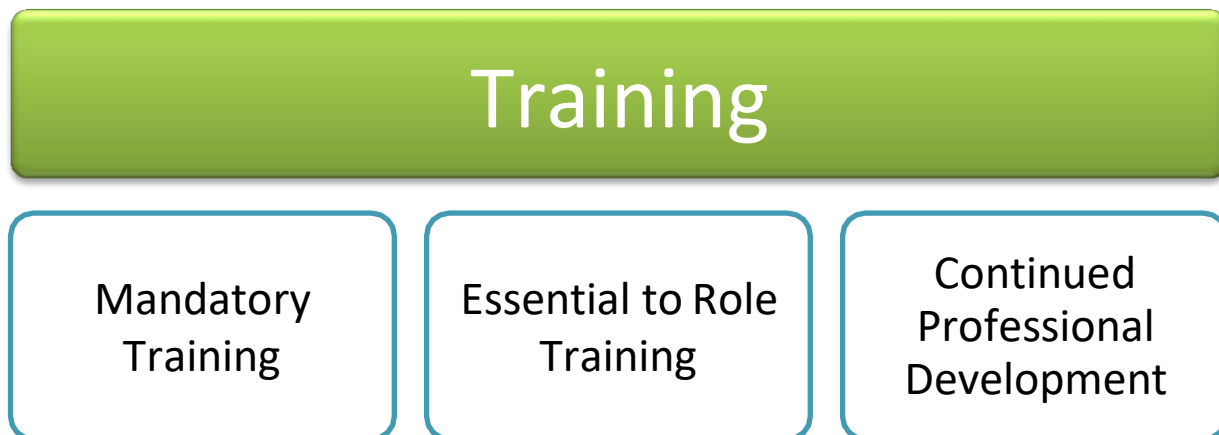 Training
Mandatory
Training
Essential to Role
Training
Continued
Professional
Development